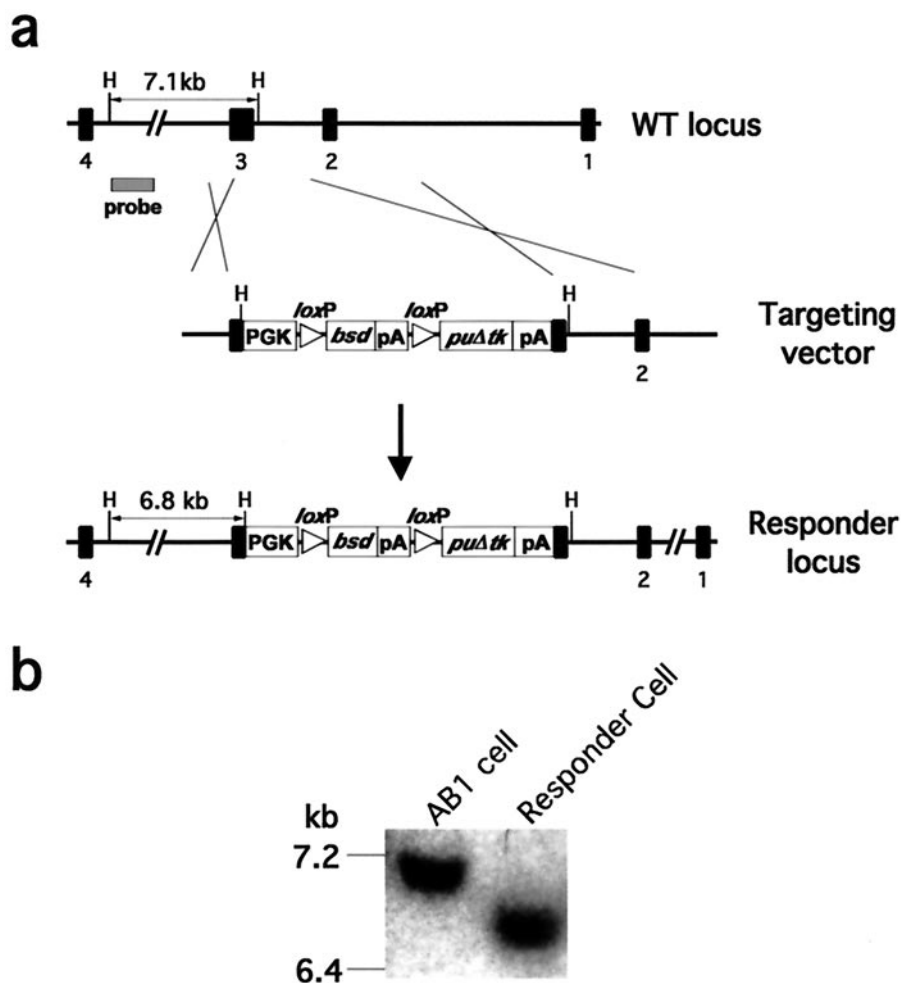 a
H 7.1kb H
WT locus
4 3 2 1
probe
H loxP loxP H
PGK bsd pA puΔtk pA
Targeting
vector
2
H 6.8 kb H loxP loxP H
PGK bsd pA puΔtk pA
Responder
locus
4 2 1
b
AB1 cell
Responder Cell
kb
7.2
6.4